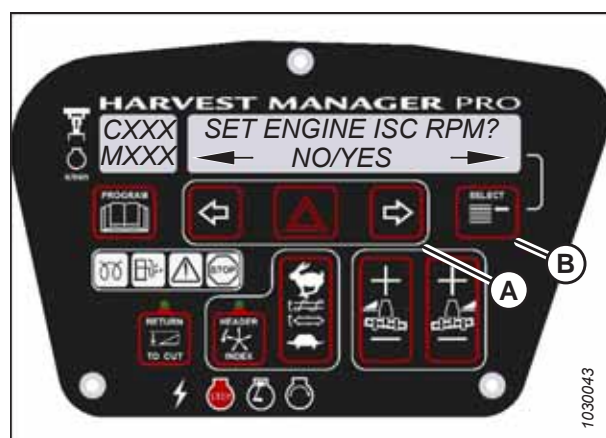 HARVEST MANAGER PRO
CXXX
MXXX
SET ENGINE ISC RPM?
NO/YES
PROGRAM
SELECT
A
B
STOP
RETURN
TO CUT
HEADER
INDEX
STOP
1030043